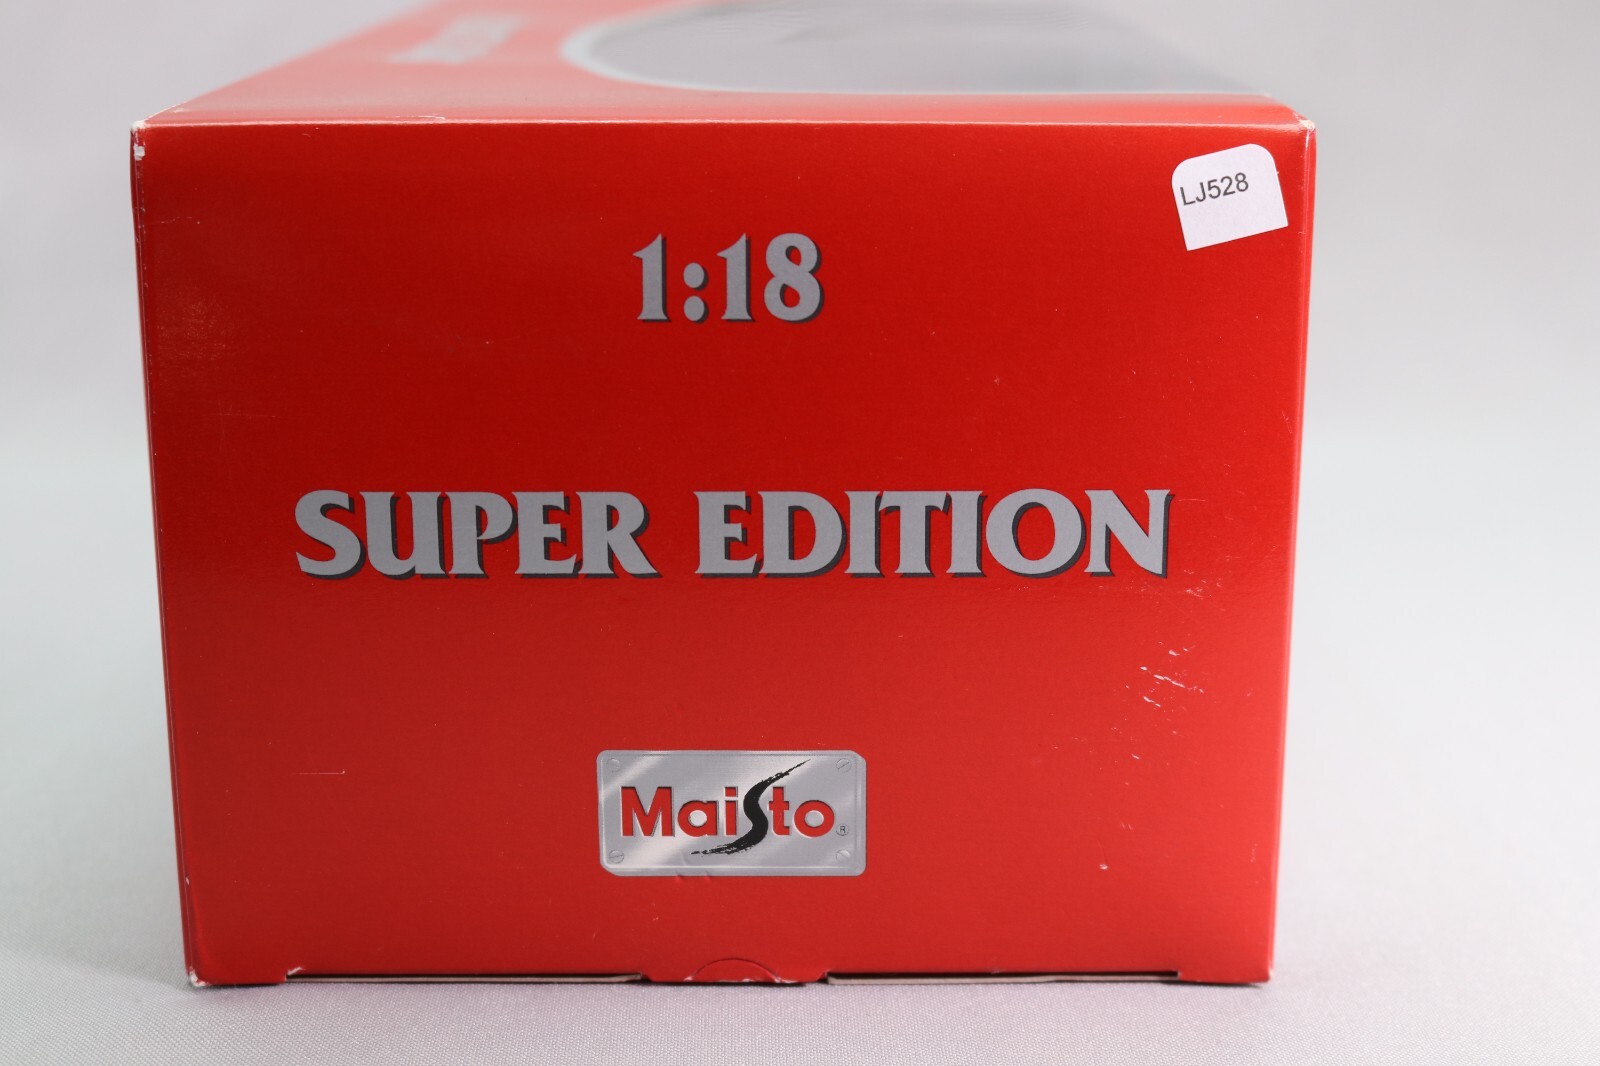 LJ528
1:18
SUPER EDITION
Maisto®